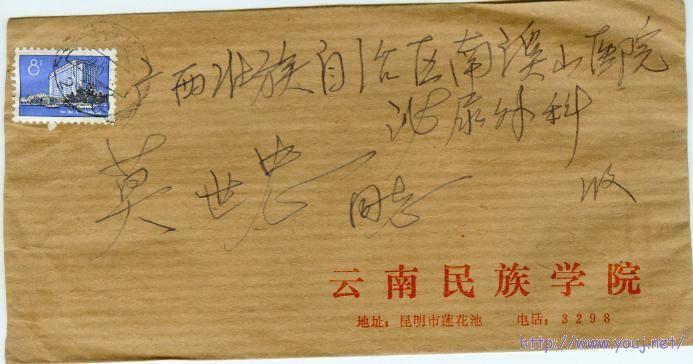 8分
广西壮族自治区南溪山医院
泌尿外科
莫世忠 同志 收
云南民族学院
地址：昆明市莲花池 电话：3298
http://www.youj.net/